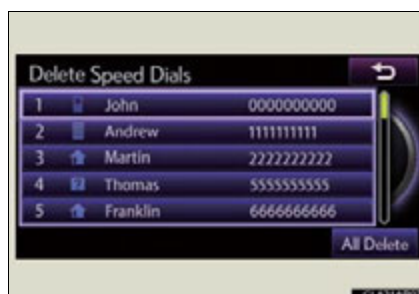 Delete Speed Dials
1 John 0000000000
2 Andrew 1111111111
3 Martin 2222222222
4 Thomas 5555555555
5 Franklin 6666666666
All Delete